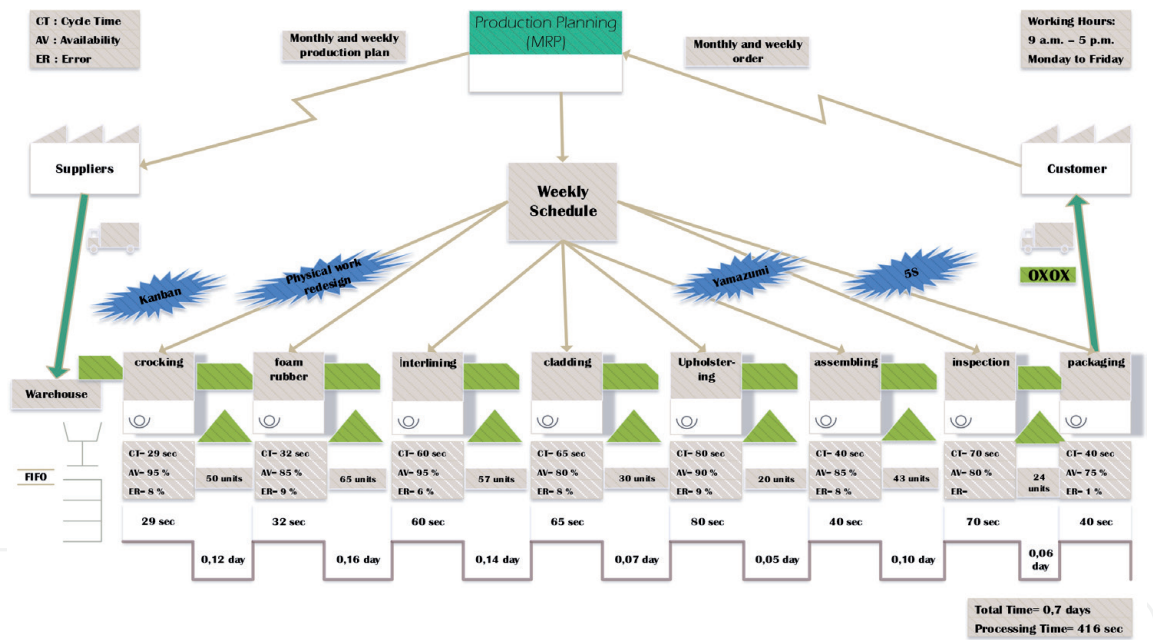 CT : Cycle Time
AV : Availability
ER : Error
Monthly and weekly
production plan
Production Planning
(MRP)
Monthly and weekly
order
Working Hours:
9 a.m. – 5 p.m.
Monday to Friday
Suppliers
Weekly
Schedule
Customer
Kanban
Physical work
redesign
Yamazumi
5S
OXOX
Warehouse
FIFO
crocking
foam
rubber
interlining
cladding
Upholster-
ing
assembling
inspection
packaging
CT= 29 sec
AV= 95 %
ER= 8 %
50 units
CT= 32 sec
AV= 85 %
ER= 9 %
65 units
CT= 60 sec
AV= 95 %
ER= 6 %
57 units
CT= 65 sec
AV= 80 %
ER= 8 %
30 units
CT= 80 sec
AV= 90 %
ER= 9 %
20 units
CT= 40 sec
AV= 85 %
ER= 8 %
43 units
CT= 70 sec
AV= 80 %
ER=
24
units
CT= 40 sec
AV= 75 %
ER= 1 %
29 sec
32 sec
60 sec
65 sec
80 sec
40 sec
70 sec
40 sec
0,12 day
0,16 day
0,14 day
0,07 day
0,05 day
0,10 day
0,06
day
Total Time= 0,7 days
Processing Time= 416 sec